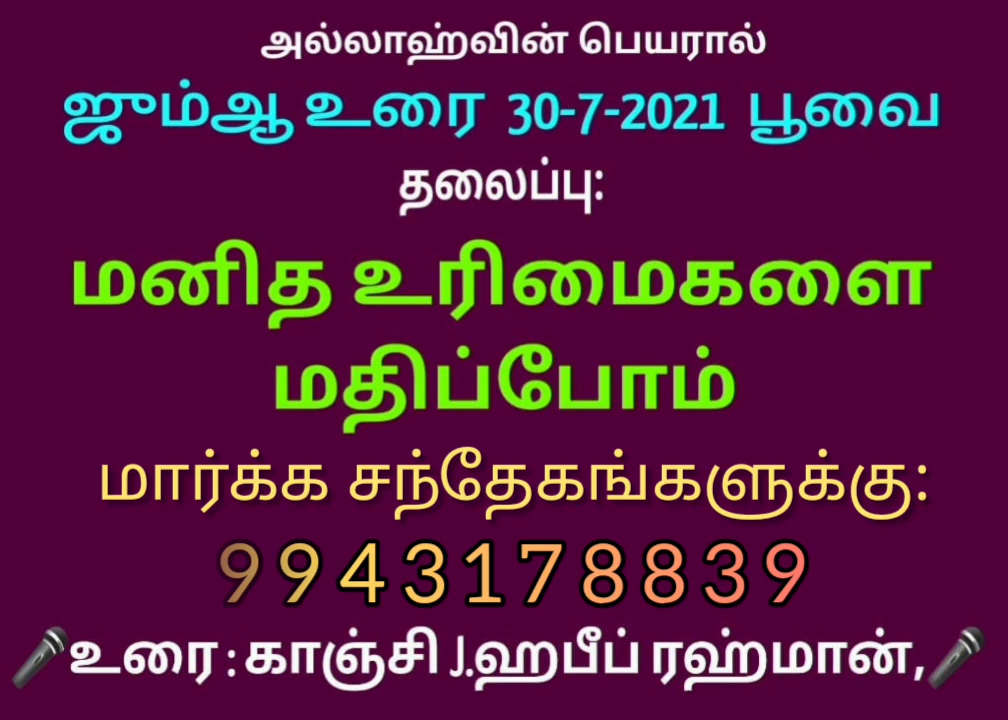 அல்லாஹ்வின் பெயரால்
ஜும்ஆ உரை 30-7-2021 பூவை
தலைப்பு:
மனித உரிமைகளை
மதிப்போம்
மார்க்க சந்தேகங்களுக்கு:
9943178839
உரை : காஞ்சி J.ஹபீப் ரஹ்மான்,